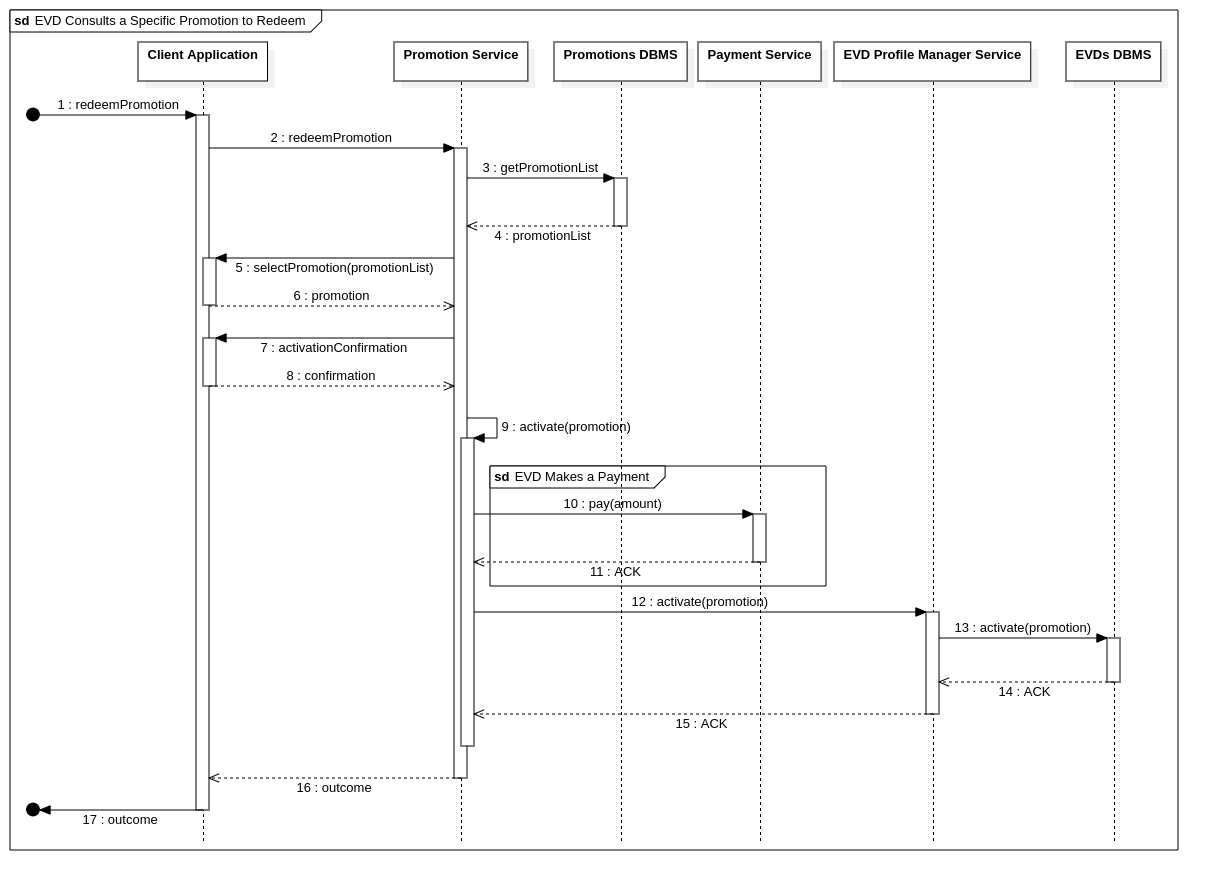 sd EVD Consults a Specific Promotion to Redeem
Client Application
Promotion Service
Promotions DBMS
Payment Service
EVD Profile Manager Service
EVDs DBMS
1 : redeemPromotion
2 : redeemPromotion
3 : getPromotionList
4 : promotionList
5 : selectPromotion(promotionList)
6 : promotion
7 : activationConfirmation
8 : confirmation
9 : activate(promotion)
sd EVD Makes a Payment
10 : pay(amount)
11 : ACK
12 : activate(promotion)
13 : activate(promotion)
14 : ACK
15 : ACK
16 : outcome
17 : outcome